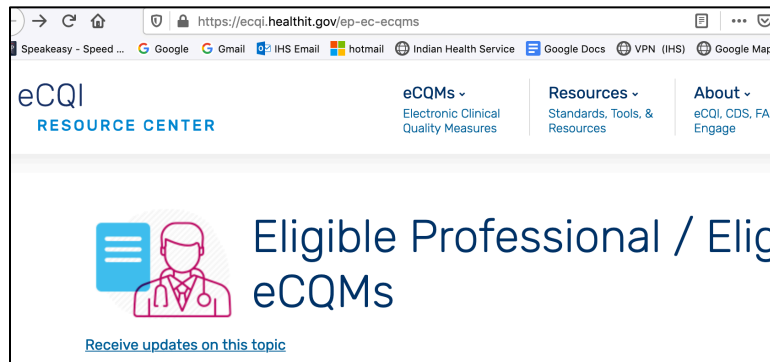 https://ecqi.healthit.gov/ep-ec-ecqms
Speakeasy - Speed ... Google Gmail IHS Email hotmail Indian Health Service Google Docs VPN (IHS) Google Map
eCQI
RESOURCE CENTER
eCQMs
Electronic Clinical
Quality Measures
Resources
Standards, Tools, &
Resources
About
eCQI, CDS, FA
Engage
Eligible Professional / Elig
eCQMs
Receive updates on this topic